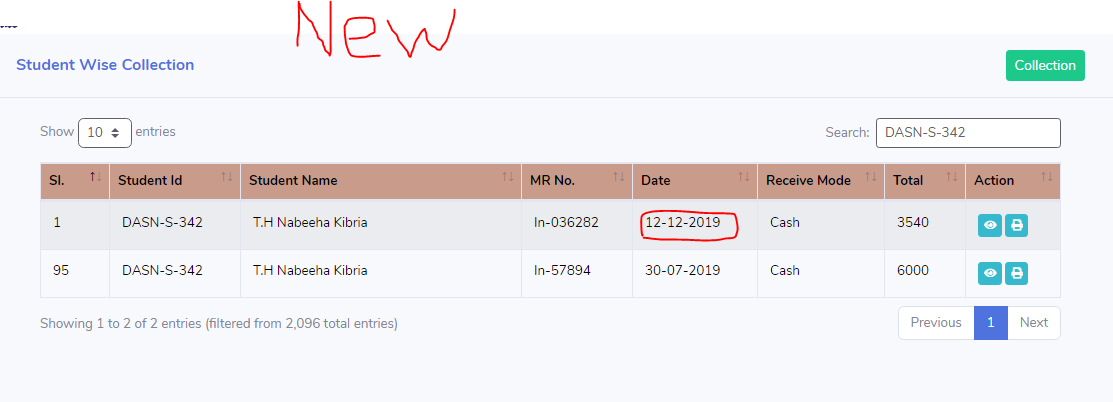 New
Student Wise Collection Collection
Show 10 entries Search: DASN-S-342
Sl. Student Id Student Name MR No. Date Receive Mode Total Action
1 DASN-S-342 T.H Nabeeha Kibria In-036282 12-12-2019 Cash 3540
95 DASN-S-342 T.H Nabeeha Kibria In-57894 30-07-2019 Cash 6000
Showing 1 to 2 of 2 entries (filtered from 2,096 total entries) Previous 1 Next